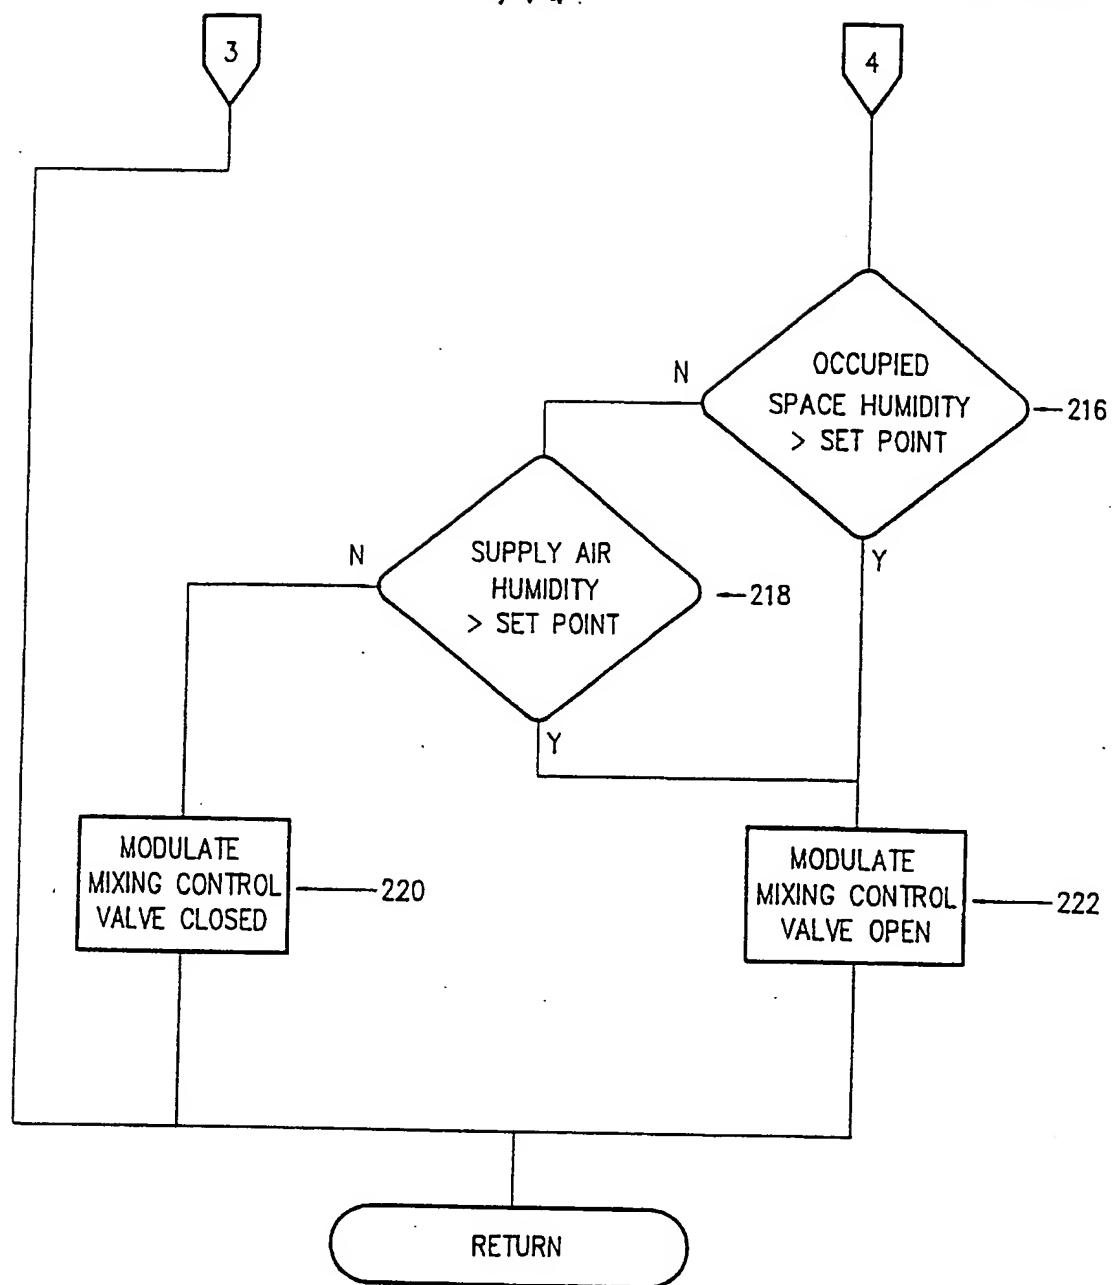 3
4
N
OCCUPIED
SPACE HUMIDITY
> SET POINT
216
N
SUPPLY AIR
HUMIDITY
> SET POINT
218
Y
Y
MODULATE
MIXING CONTROL
VALVE CLOSED
220
MODULATE
MIXING CONTROL
VALVE OPEN
222
RETURN